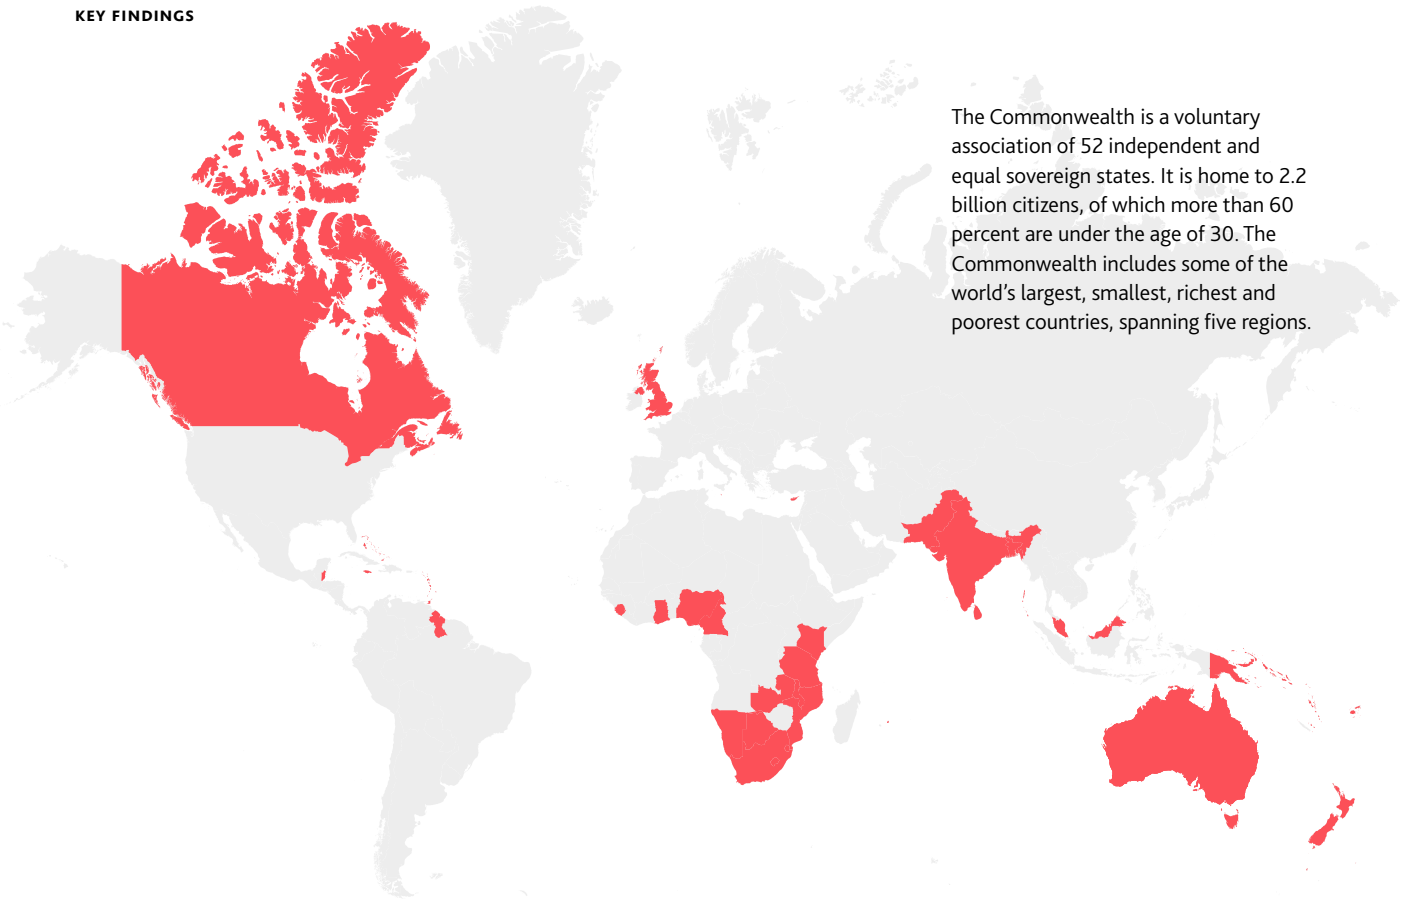 KEY FINDINGS
The Commonwealth is a voluntary
association of 52 independent and
equal sovereign states. It is home to 2.2
billion citizens, of which more than 60
percent are under the age of 30. The
Commonwealth includes some of the
world’s largest, smallest, richest and
poorest countries, spanning five regions.